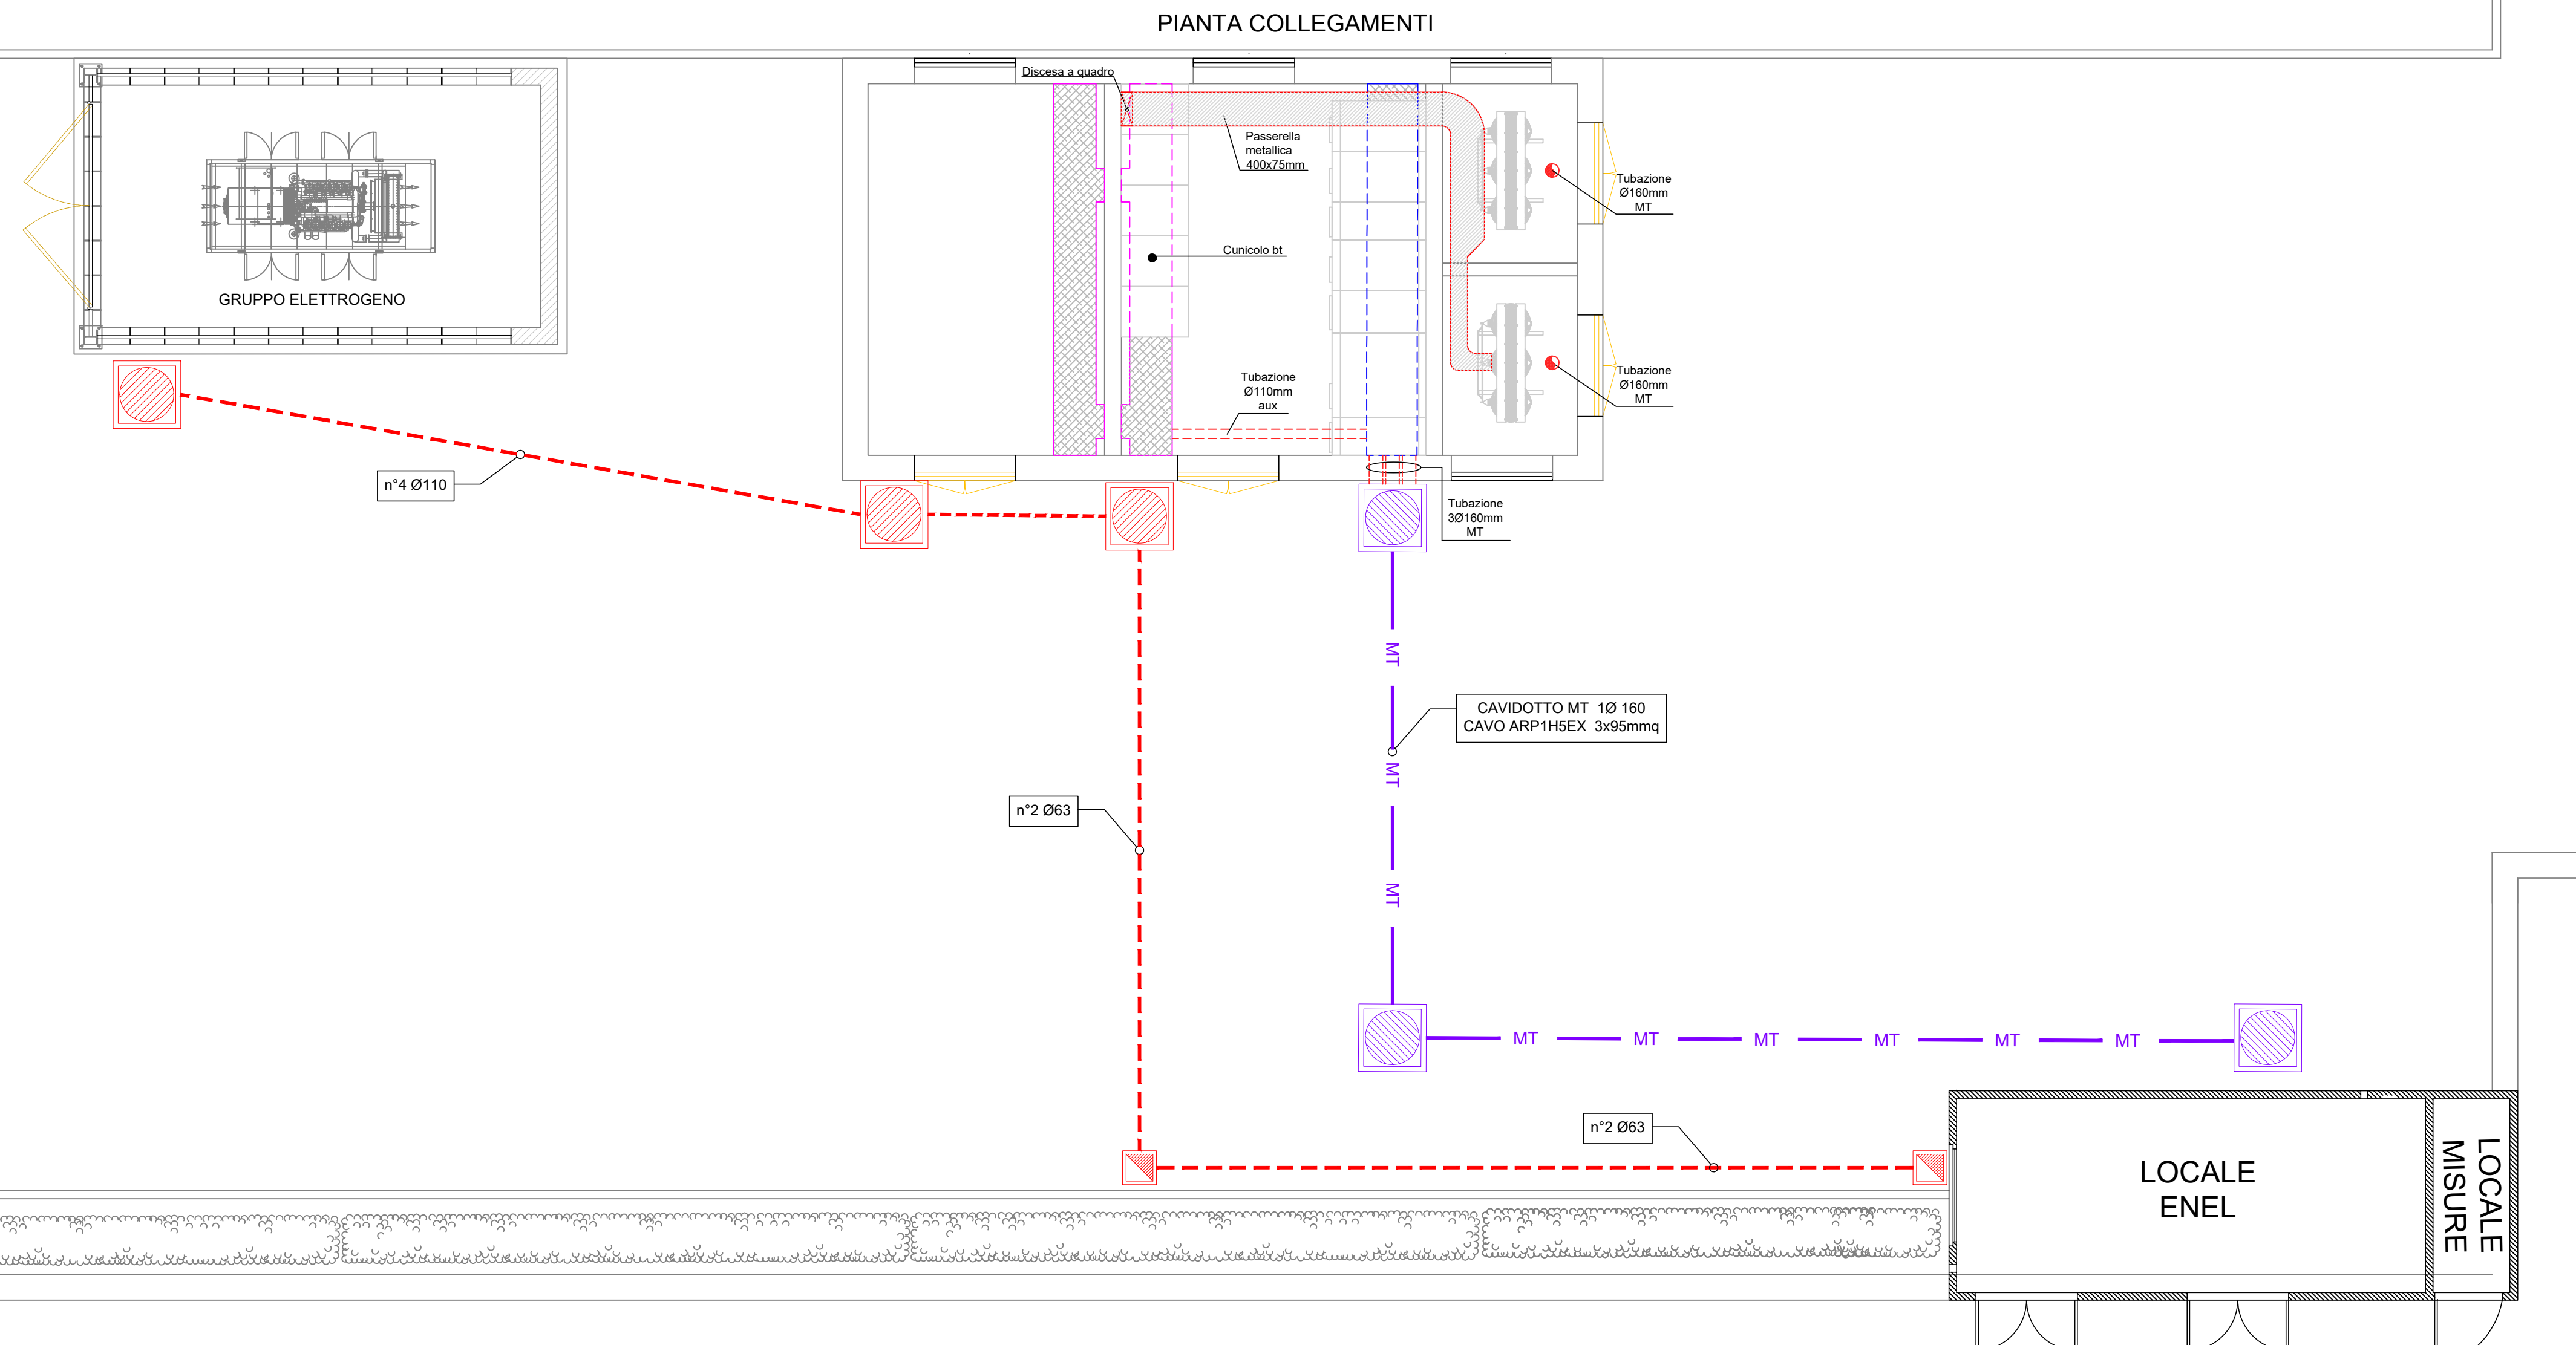 PIANTA COLLEGAMENTI
Discesa a quadro
Passerella
metallica
400x75mm
Tubazione
Ø160mm
MT
Cunicolo bt
GRUPPO ELETTROGENO
Tubazione
Ø110mm
aux
Tubazione
Ø160mm
MT
n°4 Ø110
Tubazione
3Ø160mm
MT
MT
CAVIDOTTO MT 1Ø 160
CAVO ARP1H5EX 3x95mmq
MT
n°2 Ø63
MT
MT
MT
MT
MT
MT
MT
n°2 Ø63
LOCALE
ENEL
LOCALE
MISURE